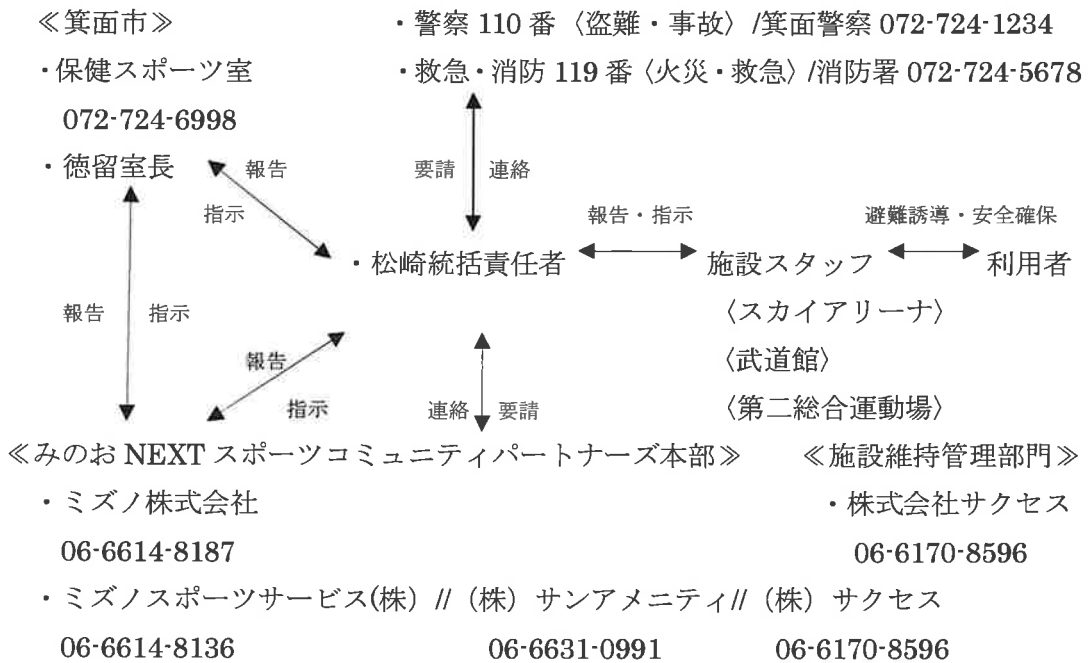 ≪箕面市≫
・保健スポーツ室
072-724-6998
・徳留室長
・警察 110 番〈盗難・事故〉/箕面警察 072-724-1234
・救急・消防 119 番〈火災・救急〉/消防署 072-724-5678
報告
指示
要請 連絡
報告・指示
避難誘導・安全確保
・松崎統括責任者
施設スタッフ
利用者
〈スカイアリーナ〉
〈武道館〉
〈第二総合運動場〉
報告 指示
報告
指示
連絡 要請
≪みのお NEXT スポーツコミュニティパートナーズ本部≫
・ミズノ株式会社
06-6614-8187
≪施設維持管理部門≫
・株式会社サクセス
06-6170-8596
・ミズノスポーツサービス(株) //（株）サンアメニティ//（株）サクセス
06-6614-8136 06-6631-0991 06-6170-8596